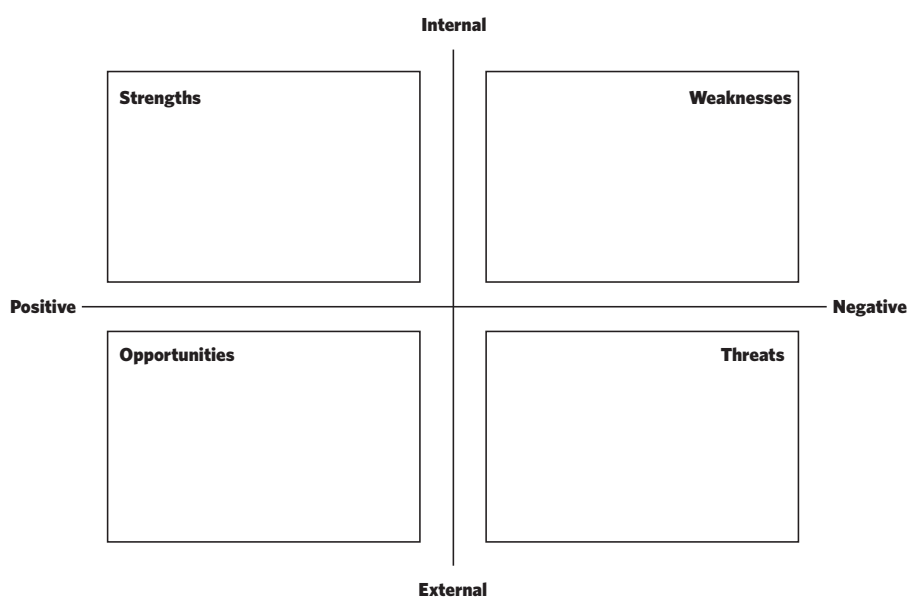 Internal
Strengths
Weaknesses
Positive
Negative
Opportunities
Threats
External